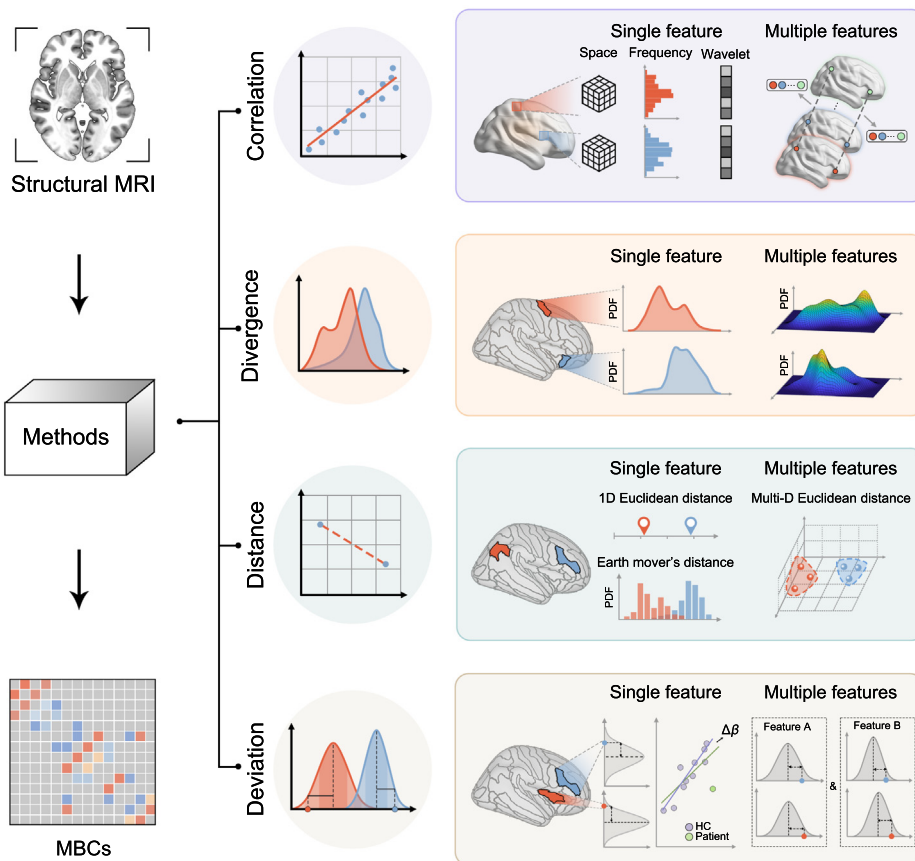 Structural MRI
Methods
MBCs
Correlation
Single feature
Multiple features
Space
Frequency
Wavelet
Divergence
Single feature
Multiple features
PDF
PDF
PDF
PDF
Distance
Single feature
Multiple features
1D Euclidean distance
Multi-D Euclidean distance
Earth mover's distance
PDF
Deviation
Single feature
Multiple features
Δβ
HC
Patient
Feature A
&
Feature B